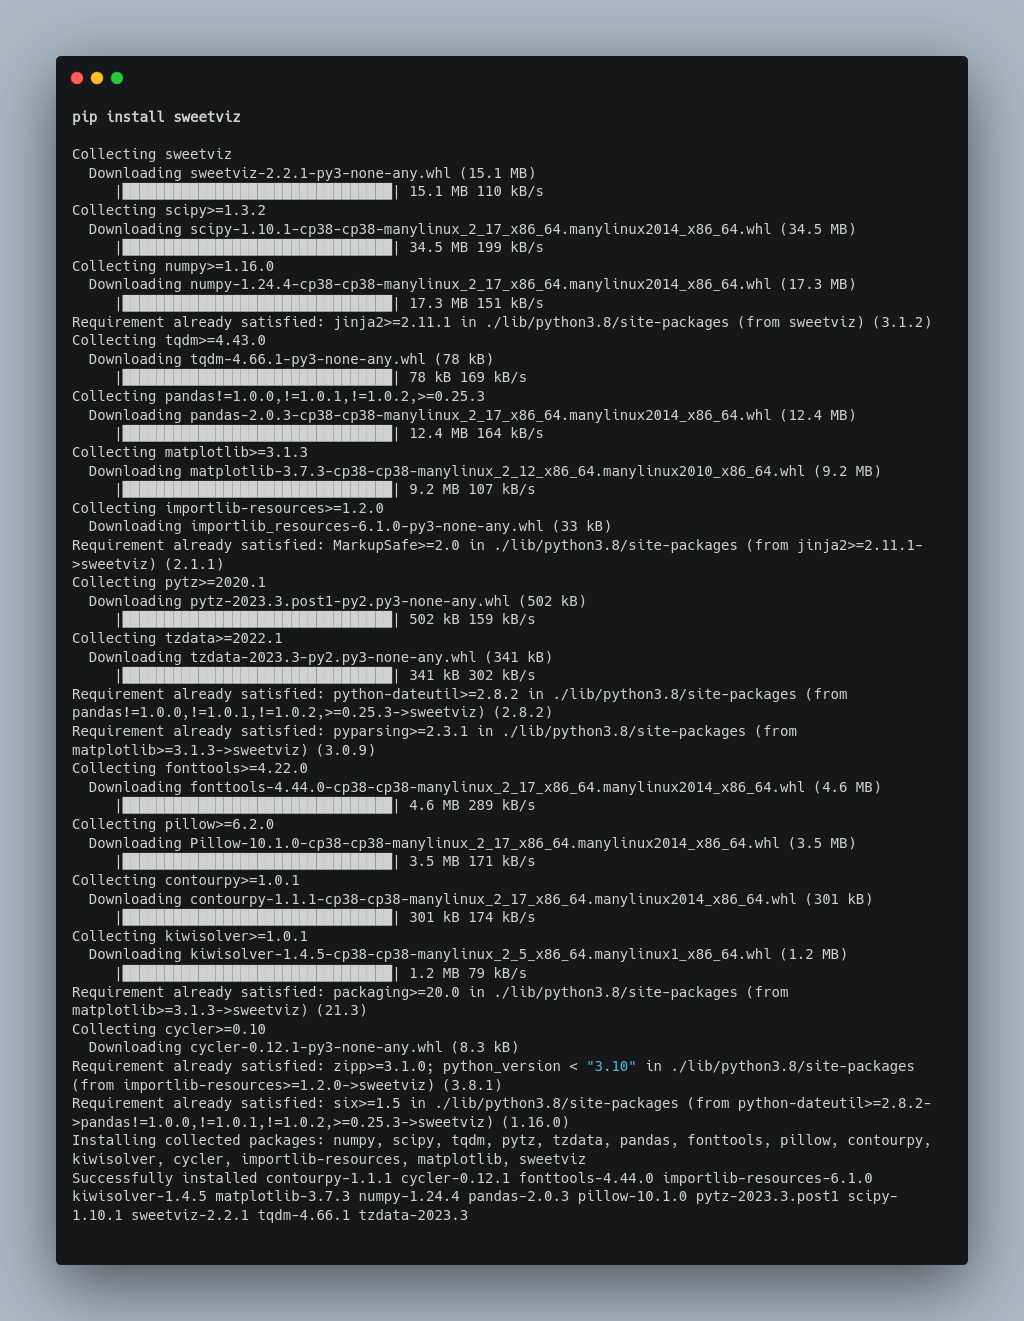 pip install sweetviz
Collecting sweetviz
Downloading sweetviz-2.2.1-py3-none-any.whl (15.1 MB)
|████████████████████████████████| 15.1 MB 110 kB/s
Collecting scipy>=1.3.2
Downloading scipy-1.10.1-cp38-cp38-manylinux_2_17_x86_64.manylinux2014_x86_64.whl (34.5 MB)
|████████████████████████████████| 34.5 MB 199 kB/s
Collecting numpy>=1.16.0
Downloading numpy-1.24.4-cp38-cp38-manylinux_2_17_x86_64.manylinux2014_x86_64.whl (17.3 MB)
|████████████████████████████████| 17.3 MB 151 kB/s
Requirement already satisfied: jinja2>=2.11.1 in ./lib/python3.8/site-packages (from sweetviz) (3.1.2)
Collecting tqdm>=4.43.0
Downloading tqdm-4.66.1-py3-none-any.whl (78 kB)
|████████████████████████████████| 78 kB 169 kB/s
Collecting pandas!=1.0.0,!=1.0.1,!=1.0.2,>=0.25.3
Downloading pandas-2.0.3-cp38-cp38-manylinux_2_17_x86_64.manylinux2014_x86_64.whl (12.4 MB)
|████████████████████████████████| 12.4 MB 164 kB/s
Collecting matplotlib>=3.1.3
Downloading matplotlib-3.7.3-cp38-cp38-manylinux_2_12_x86_64.manylinux2010_x86_64.whl (9.2 MB)
|████████████████████████████████| 9.2 MB 107 kB/s
Collecting importlib-resources>=1.2.0
Downloading importlib_resources-6.1.0-py3-none-any.whl (33 kB)
Requirement already satisfied: MarkupSafe>=2.0 in ./lib/python3.8/site-packages (from jinja2>=2.11.1-
>sweetviz) (2.1.1)
Collecting pytz>=2020.1
Downloading pytz-2023.3.post1-py2.py3-none-any.whl (502 kB)
|████████████████████████████████| 502 kB 159 kB/s
Collecting tzdata>=2022.1
Downloading tzdata-2023.3-py2.py3-none-any.whl (341 kB)
|████████████████████████████████| 341 kB 302 kB/s
Requirement already satisfied: python-dateutil>=2.8.2 in ./lib/python3.8/site-packages (from
pandas!=1.0.0,!=1.0.1,!=1.0.2,>=0.25.3->sweetviz) (2.8.2)
Requirement already satisfied: pyparsing>=2.3.1 in ./lib/python3.8/site-packages (from
matplotlib>=3.1.3->sweetviz) (3.0.9)
Collecting fonttools>=4.22.0
Downloading fonttools-4.44.0-cp38-cp38-manylinux_2_17_x86_64.manylinux2014_x86_64.whl (4.6 MB)
|████████████████████████████████| 4.6 MB 289 kB/s
Collecting pillow>=6.2.0
Downloading Pillow-10.1.0-cp38-cp38-manylinux_2_17_x86_64.manylinux2014_x86_64.whl (3.5 MB)
|████████████████████████████████| 3.5 MB 171 kB/s
Collecting contourpy>=1.0.1
Downloading contourpy-1.1.1-cp38-cp38-manylinux_2_17_x86_64.manylinux2014_x86_64.whl (301 kB)
|████████████████████████████████| 301 kB 174 kB/s
Collecting kiwisolver>=1.0.1
Downloading kiwisolver-1.4.5-cp38-cp38-manylinux_2_5_x86_64.manylinux1_x86_64.whl (1.2 MB)
|████████████████████████████████| 1.2 MB 79 kB/s
Requirement already satisfied: packaging>=20.0 in ./lib/python3.8/site-packages (from
matplotlib>=3.1.3->sweetviz) (21.3)
Collecting cycler>=0.10
Downloading cycler-0.12.1-py3-none-any.whl (8.3 kB)
Requirement already satisfied: zipp>=3.1.0; python_version < "3.10" in ./lib/python3.8/site-packages
(from importlib-resources>=1.2.0->sweetviz) (3.8.1)
Requirement already satisfied: six>=1.5 in ./lib/python3.8/site-packages (from python-dateutil>=2.8.2-
>pandas!=1.0.0,!=1.0.1,!=1.0.2,>=0.25.3->sweetviz) (1.16.0)
Installing collected packages: numpy, scipy, tqdm, pytz, tzdata, pandas, fonttools, pillow, contourpy,
kiwisolver, cycler, importlib-resources, matplotlib, sweetviz
Successfully installed contourpy-1.1.1 cycler-0.12.1 fonttools-4.44.0 importlib-resources-6.1.0
kiwisolver-1.4.5 matplotlib-3.7.3 numpy-1.24.4 pandas-2.0.3 pillow-10.1.0 pytz-2023.3.post1 scipy-
1.10.1 sweetviz-2.2.1 tqdm-4.66.1 tzdata-2023.3